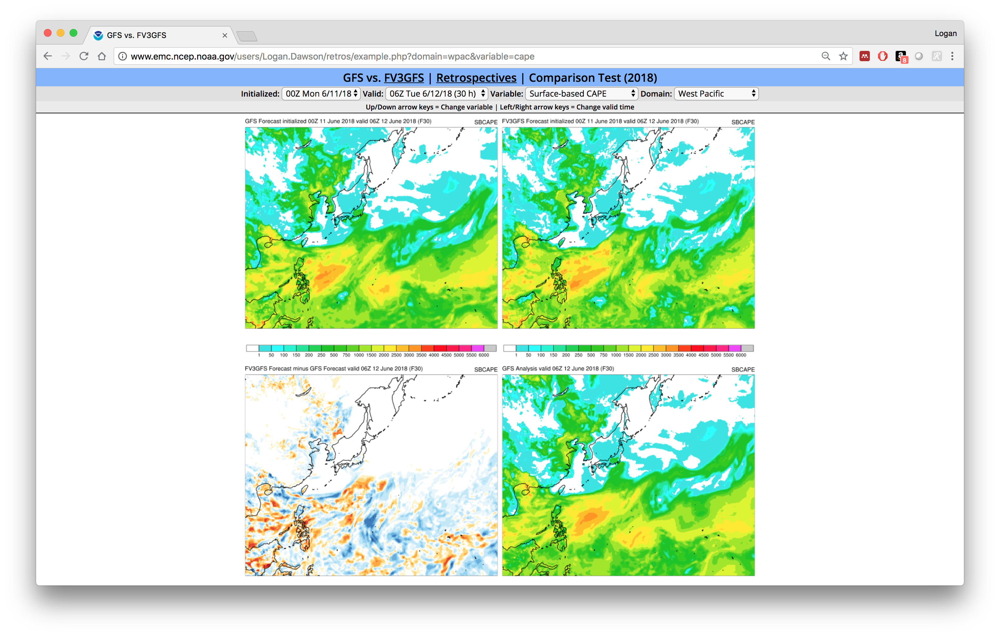 GFS vs. FV3GFS
Logan
www.emc.ncep.noaa.gov/users/Logan.Dawson/retros/example.php?domain=wpac&variable=cape
8
GFS vs. FV3GFS | Retrospectives | Comparison Test (2018)
Initialized: 00Z Mon 6/11/18 Valid: 06Z Tue 6/12/18 (30 h) Variable: Surface-based CAPE Domain: West Pacific
Up/Down arrow keys = Change variable | Left/Right arrow keys = Change valid time
GFS Forecast initialized 00Z 11 June 2018 valid 06Z 12 June 2018 (F30) SBCAPE
FV3GFS Forecast initialized 00Z 11 June 2018 valid 06Z 12 June 2018 (F30) SBCAPE
1 50 100 150 200 250 500 750 1000 1500 2000 2500 3000 3500 4000 4500 5000 5500 6000
1 50 100 150 200 250 500 750 1000 1500 2000 2500 3000 3500 4000 4500 5000 5500 6000
FV3GFS Forecast minus GFS Forecast valid 06Z 12 June 2018 (F30) SBCAPE
GFS Analysis valid 06Z 12 June 2018 (F30) SBCAPE